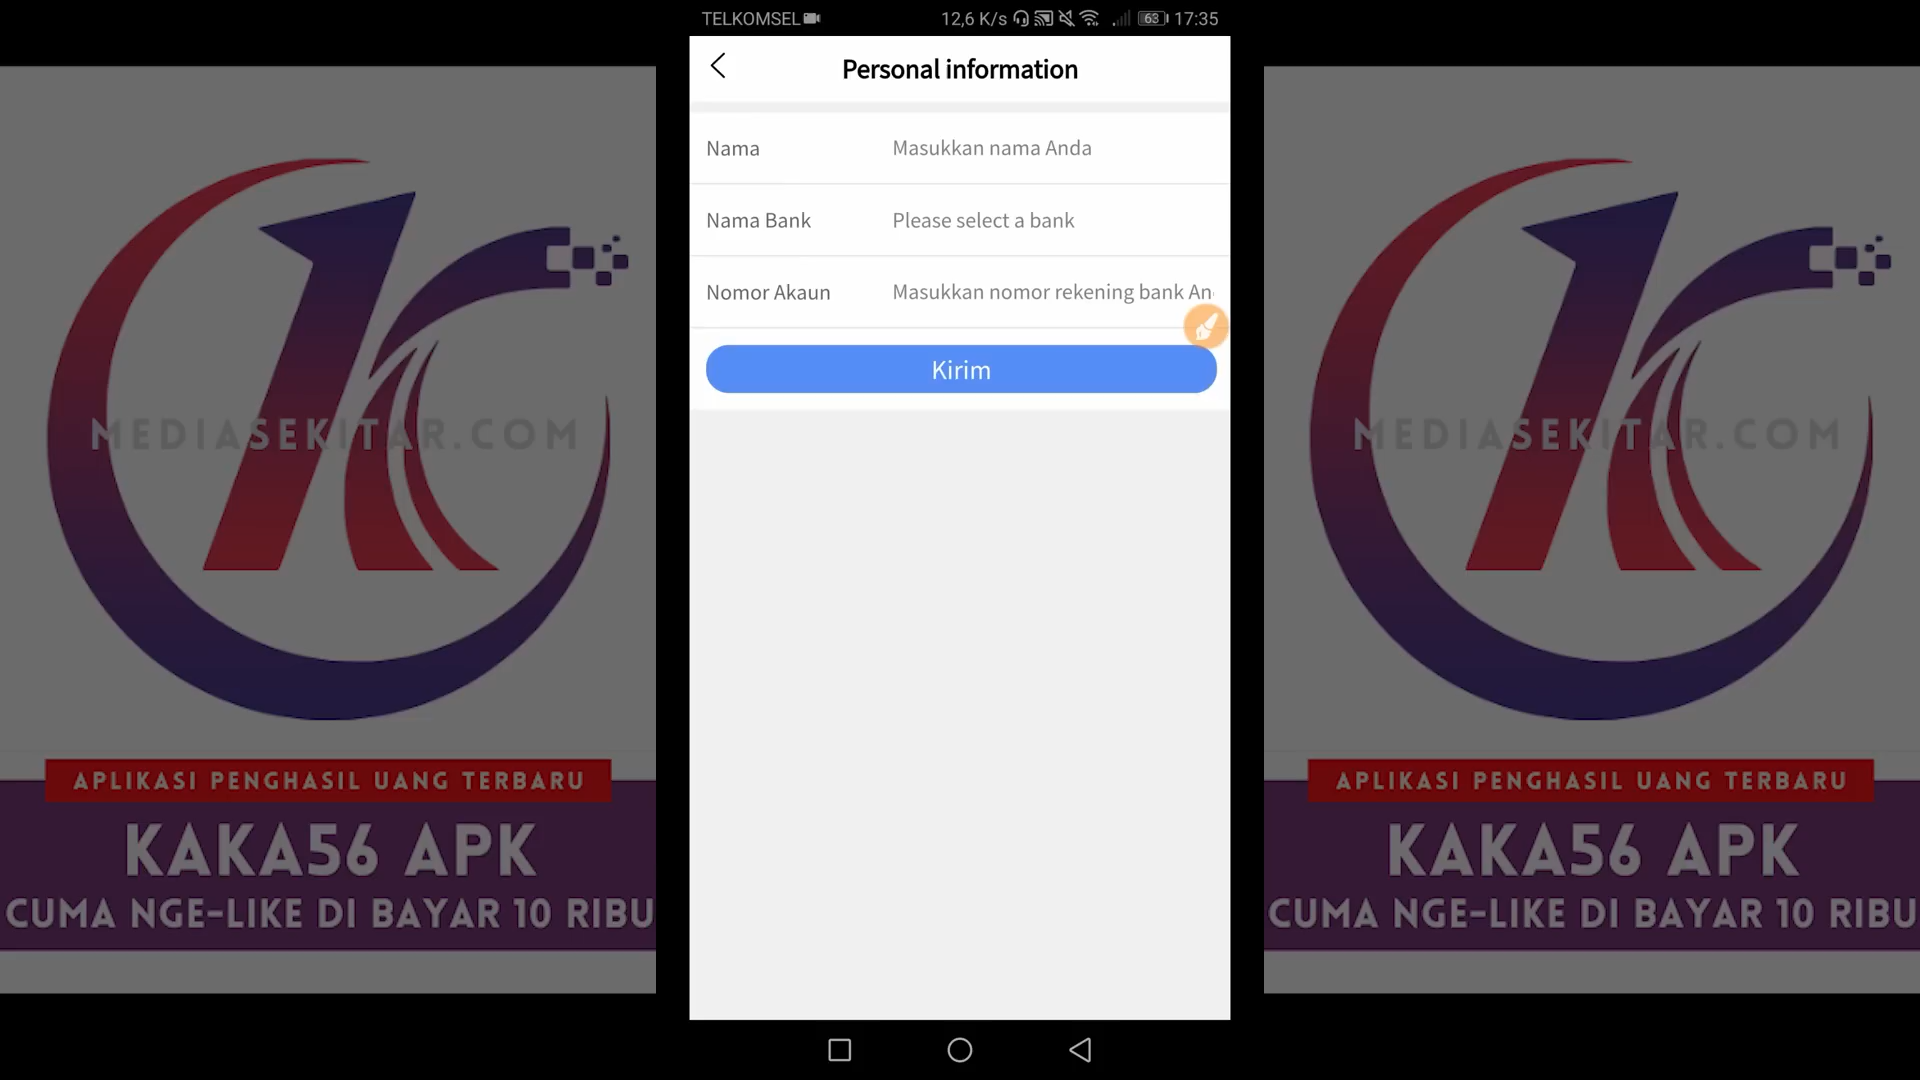 TELKOMSEL
12,6 K/s 63 17:35
Personal information
Nama
Masukkan nama Anda
Nama Bank
Please select a bank
Nomor Akaun
Masukkan nomor rekening bank An
Kirim
MEDIASEKITAR.COM
APLIKASI PENGHASIL UANG TERBARU
KAKA56 APK
CUMA NGE-LIKE DI BAYAR 10 RIBU
MEDIASEKITAR.COM
APLIKASI PENGHASIL UANG TERBARU
KAKA56 APK
CUMA NGE-LIKE DI BAYAR 10 RIBU